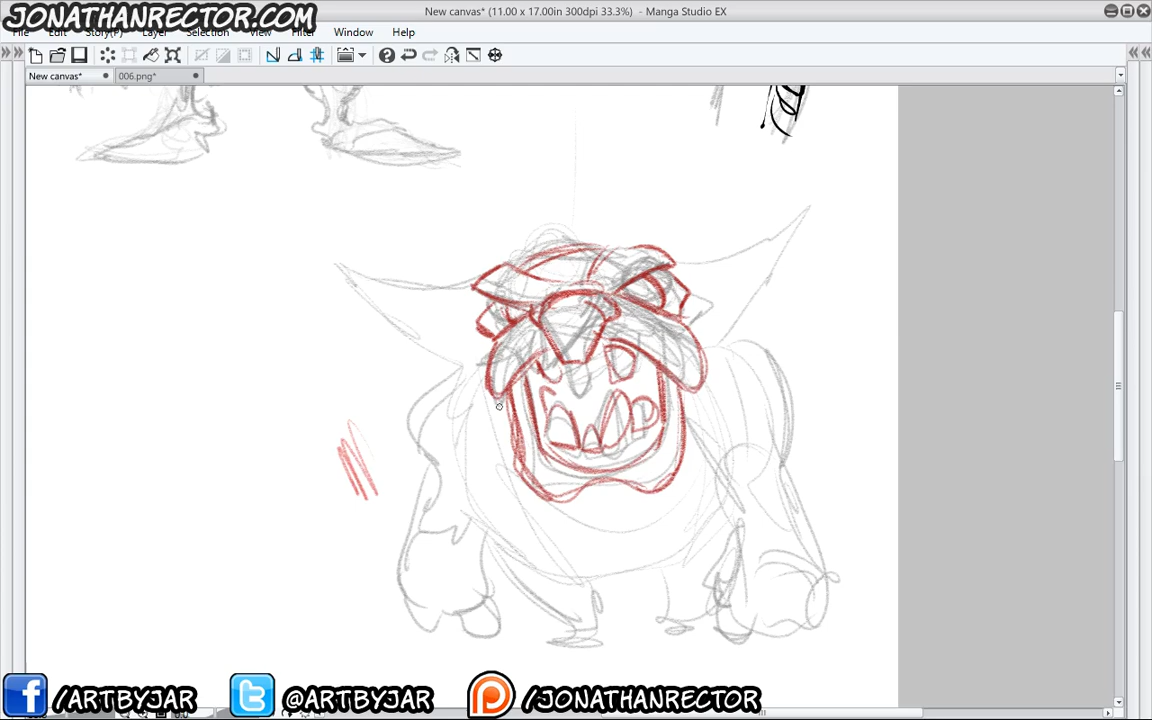 New canvas* (11.00 x 17.00in 300dpi 33.3%) - Manga Studio EX
JONATHANRECTOR.COM
File Edit Story(P) Layer Selection View Filter Window Help
New canvas* 006.png*
/ARTBYJAR @ARTBYJAR /JONATHANRECTOR